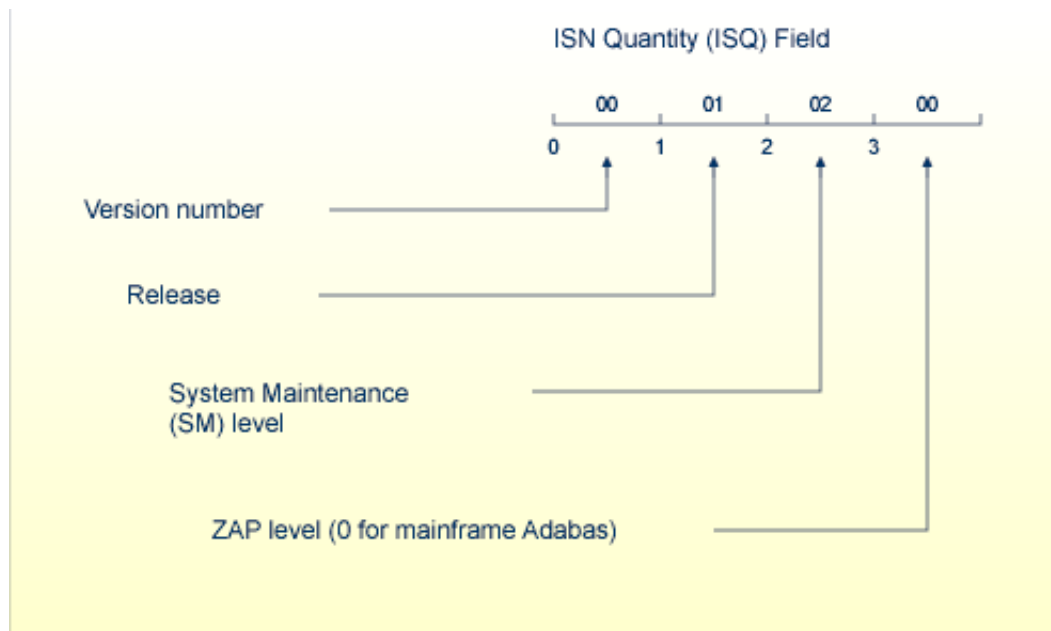 ISN Quantity (ISQ) Field
00 01 02 00
0 1 2 3
Version number
Release
System Maintenance
(SM) level
ZAP level (0 for mainframe Adabas)